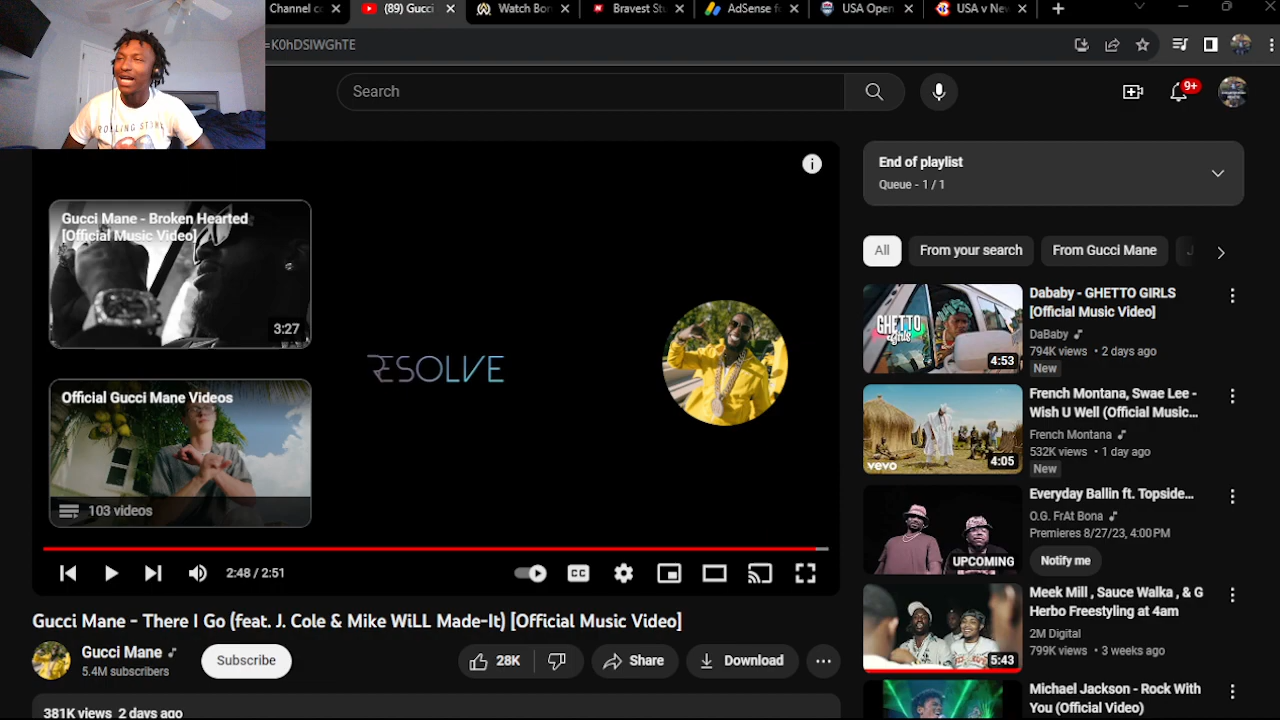 Channel c
(89) Gucci
Watch Bo
Bravest St
AdSense f
USA Open
USA v Ne
=K0hDSlWGhTE
ROLLING
Search
9+
Gucci Mane - Broken Hearted
[Official Music Video]
3:27
RESOLVE
Official Gucci Mane Videos
103 videos
CC
2:48 / 2:51
Gucci Mane - There I Go (feat. J. Cole & Mike WiLL Made-It) [Official Music Video]
Gucci Mane
5.4M subscribers
Subscribe
28K
Share
Download
381K views 2 days ago
End of playlist
Queue - 1 / 1
All
From your search
From Gucci Mane
GHETTO
girls
4:53
Dababy - GHETTO GIRLS
[Official Music Video]
DaBaby
794K views • 2 days ago
New
vevo
4:05
French Montana, Swae Lee -
Wish U Well (Official Music...
French Montana
532K views • 1 day ago
New
UPCOMING
Everyday Ballin ft. Topside...
O.G. FrAt Bona
Premieres 8/27/23, 4:00 PM
Notify me
5:43
Meek Mill , Sauce Walka , & G
Herbo Freestyling at 4am
2M Digital
799K views • 3 weeks ago
Michael Jackson - Rock With
You (Official Video)